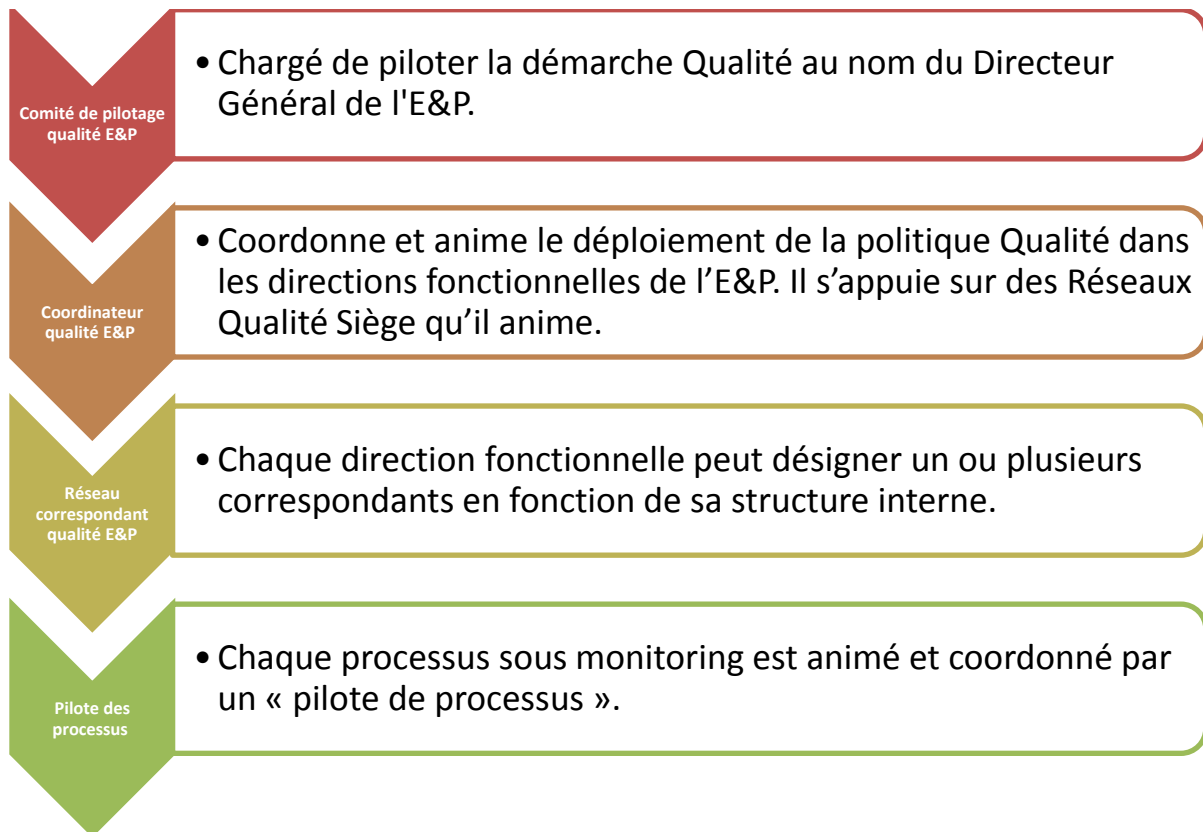 Comité de pilotage
qualité E&P
• Chargé de piloter la démarche Qualité au nom du Directeur
Général de l'E&P.
Coordinateur
qualité E&P
• Coordonne et anime le déploiement de la politique Qualité dans
les directions fonctionnelles de l’E&P. Il s’appuie sur des Réseaux
Qualité Siège qu’il anime.
Réseau
correspondant
qualité E&P
• Chaque direction fonctionnelle peut désigner un ou plusieurs
correspondants en fonction de sa structure interne.
Pilote des
processus
• Chaque processus sous monitoring est animé et coordonné par
un « pilote de processus ».